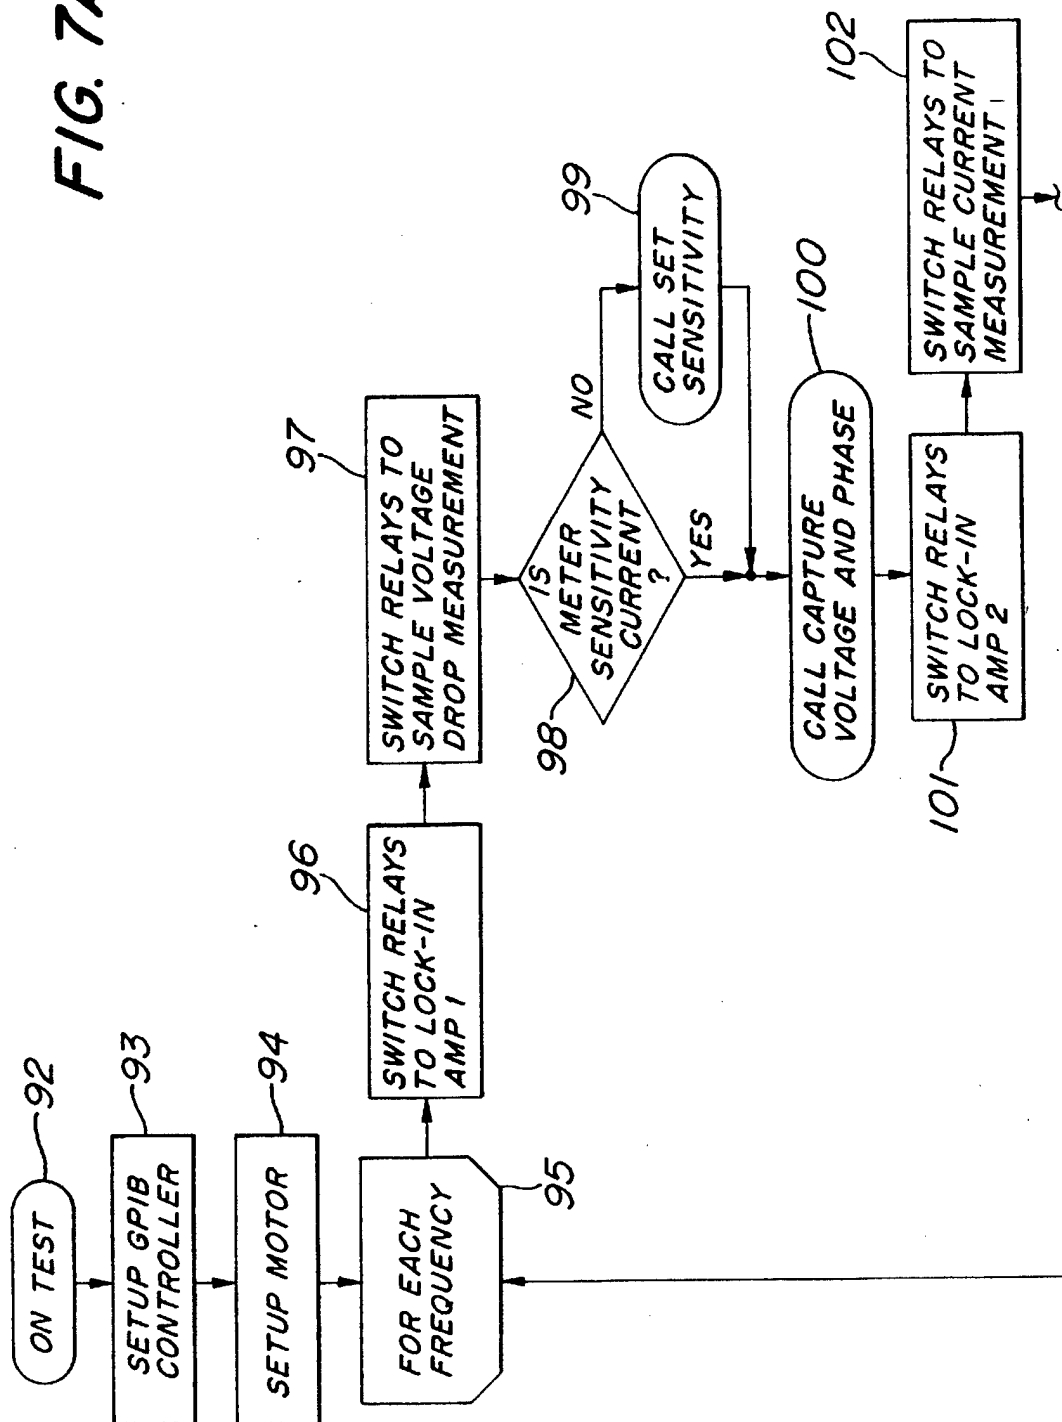 FIG. 7A
92
ON TEST
93
SETUP GPIB
CONTROLLER
94
SETUP MOTOR
95
FOR EACH
FREQUENCY
96
SWITCH RELAYS
TO LOCK-IN
AMP 1
97
SWITCH RELAYS TO
SAMPLE VOLTAGE
DROP MEASUREMENT
98
IS
METER
SENSITIVITY
CURRENT
?
NO
YES
99
CALL SET
SENSITIVITY
100
CALL CAPTURE
VOLTAGE AND PHASE
101
SWITCH RELAYS
TO LOCK-IN
AMP 2
102
SWITCH RELAYS TO
SAMPLE CURRENT
MEASUREMENT